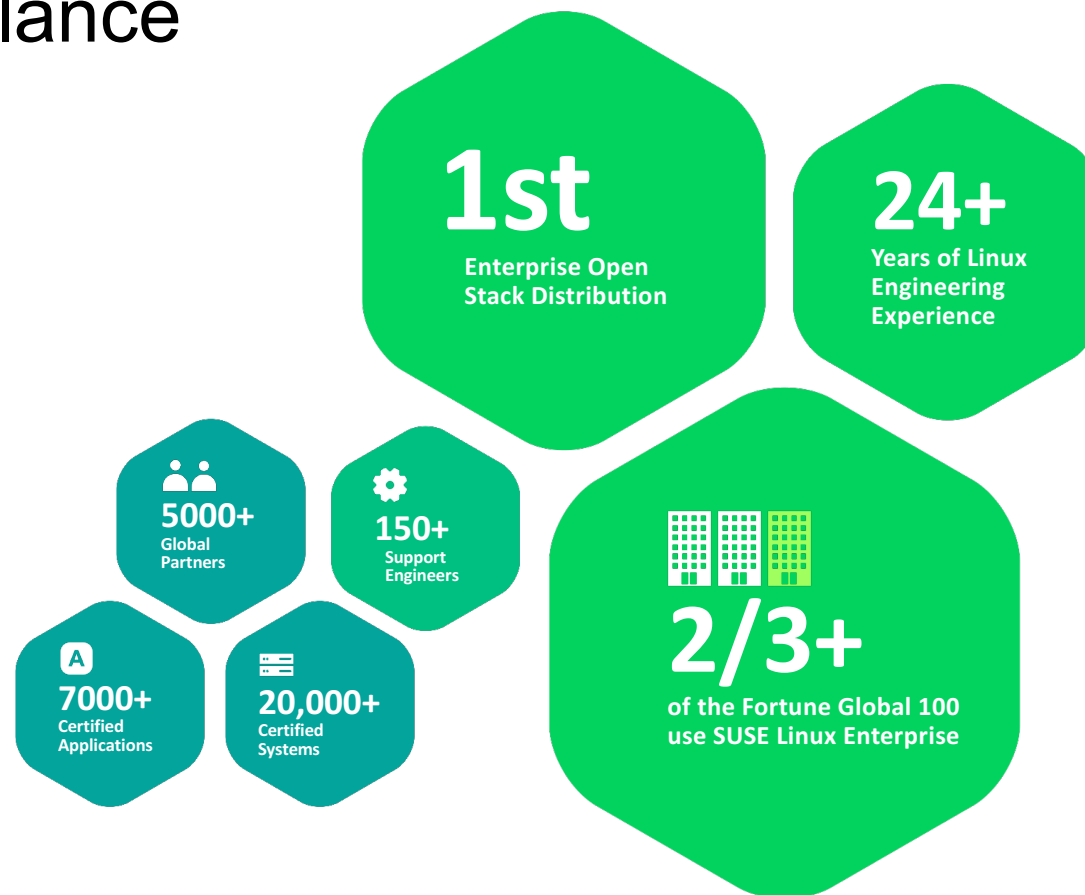 1st
Enterprise Open
Stack Distribution
24+
Years of Linux
Engineering
Experience
5000+
Global
Partners
150+
Support
Engineers
A
7000+
Certified
Applications
20,000+
Certified
Systems
2/3+
of the Fortune Global 100
use SUSE Linux Enterprise